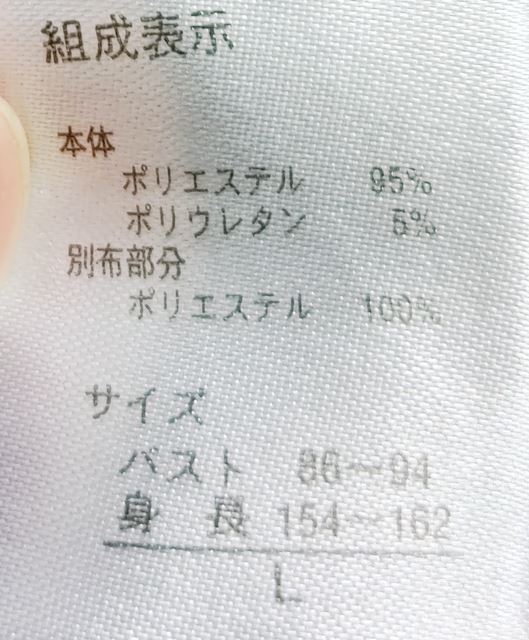 組成表示
本体
ポリエステル 95%
ポリウレタン 5%
別布部分
ポリエステル 100%
サイズ
バスト 86～94
身長 154～162
L